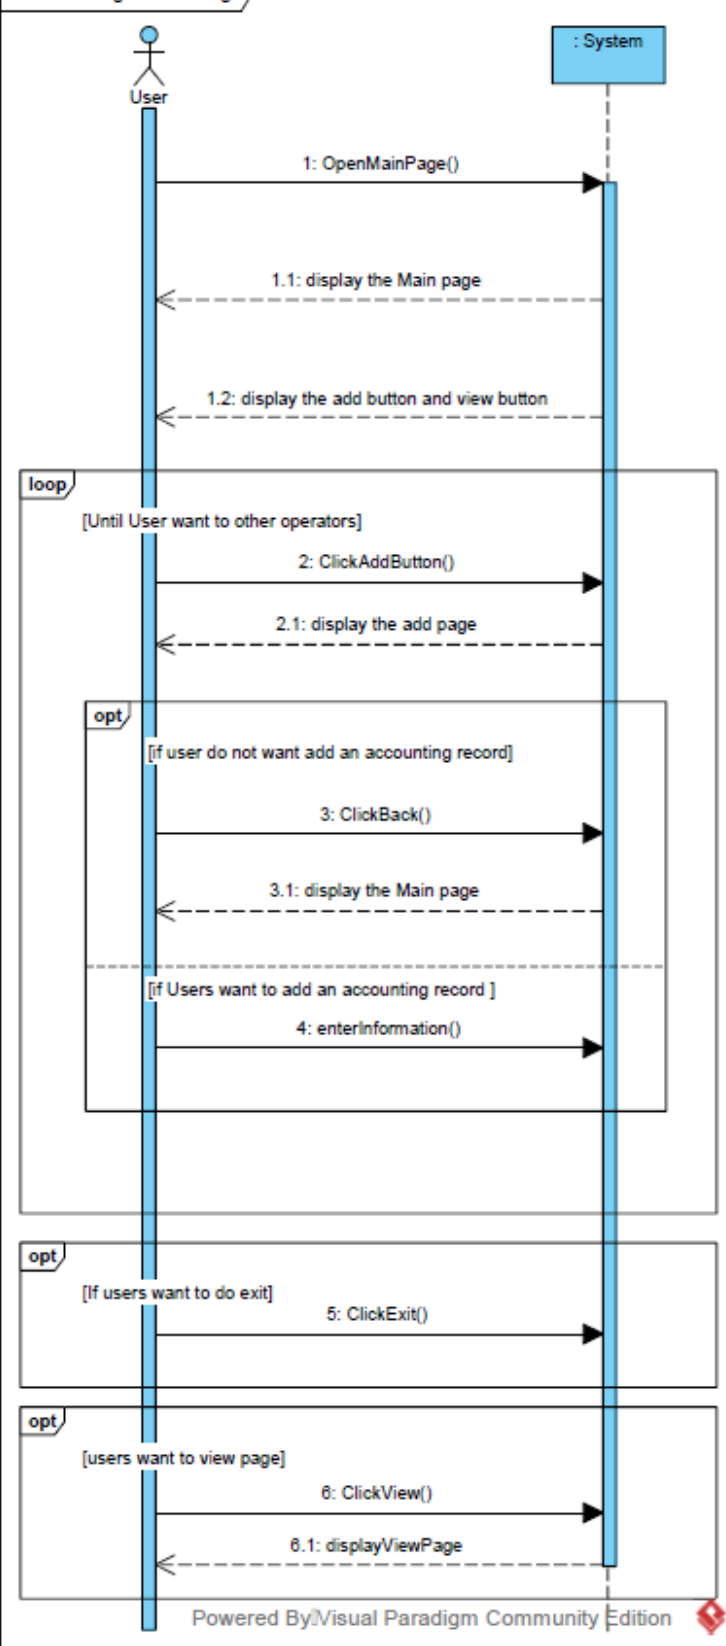 User
: System
1: OpenMainPage()
1.1: display the Main page
1.2: display the add button and view button
loop
[Until User want to other operators]
2: ClickAddButton()
2.1: display the add page
opt
[if user do not want add an accounting record]
3: ClickBack()
3.1: display the Main page
[if Users want to add an accounting record ]
4: enterInformation()
opt
[If users want to do exit]
5: ClickExit()
opt
[users want to view page]
6: ClickView()
6.1: displayViewPage
Powered By Visual Paradigm Community Edition